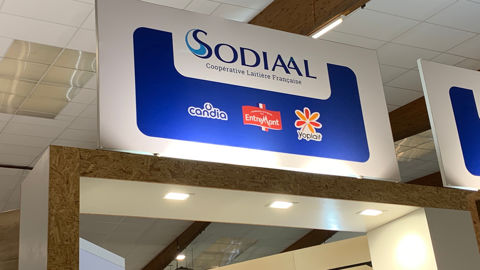 SODIAAL
Coopérative Laitière Française
candia
EntreMont
yoplait